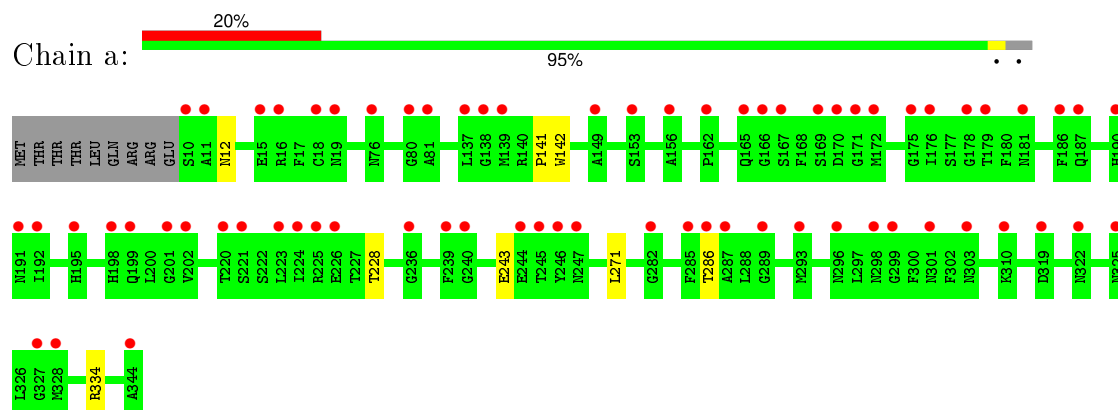 20%
Chain a:
95%
• •
MET THR THR THR LEU GLN ARG ARG GLU S10 A11 N12 E15 R16 F17 C18 N19 N76 G80 A81 L137 G138 M139 R140 P141 W142 A149 S153 A156 P162 Q165 G166 S167 F168 S169 D170 G171 M172 G175 I176 S177 G178 T179 F180 N181 F186 Q187 H190
N191 I192 H195 H198 Q199 L200 G201 V202 T220 S221 S222 L223 I224 R225 E226 T227 T228 G236 F239 G240 E243 E244 T245 Y246 N247 L271 G282 F285 T286 A287 L288 G289 M293 N296 L297 N298 G299 F300 N301 F302 N303 K310 D319 N322 N325
L326 G327 M328 R334 A344